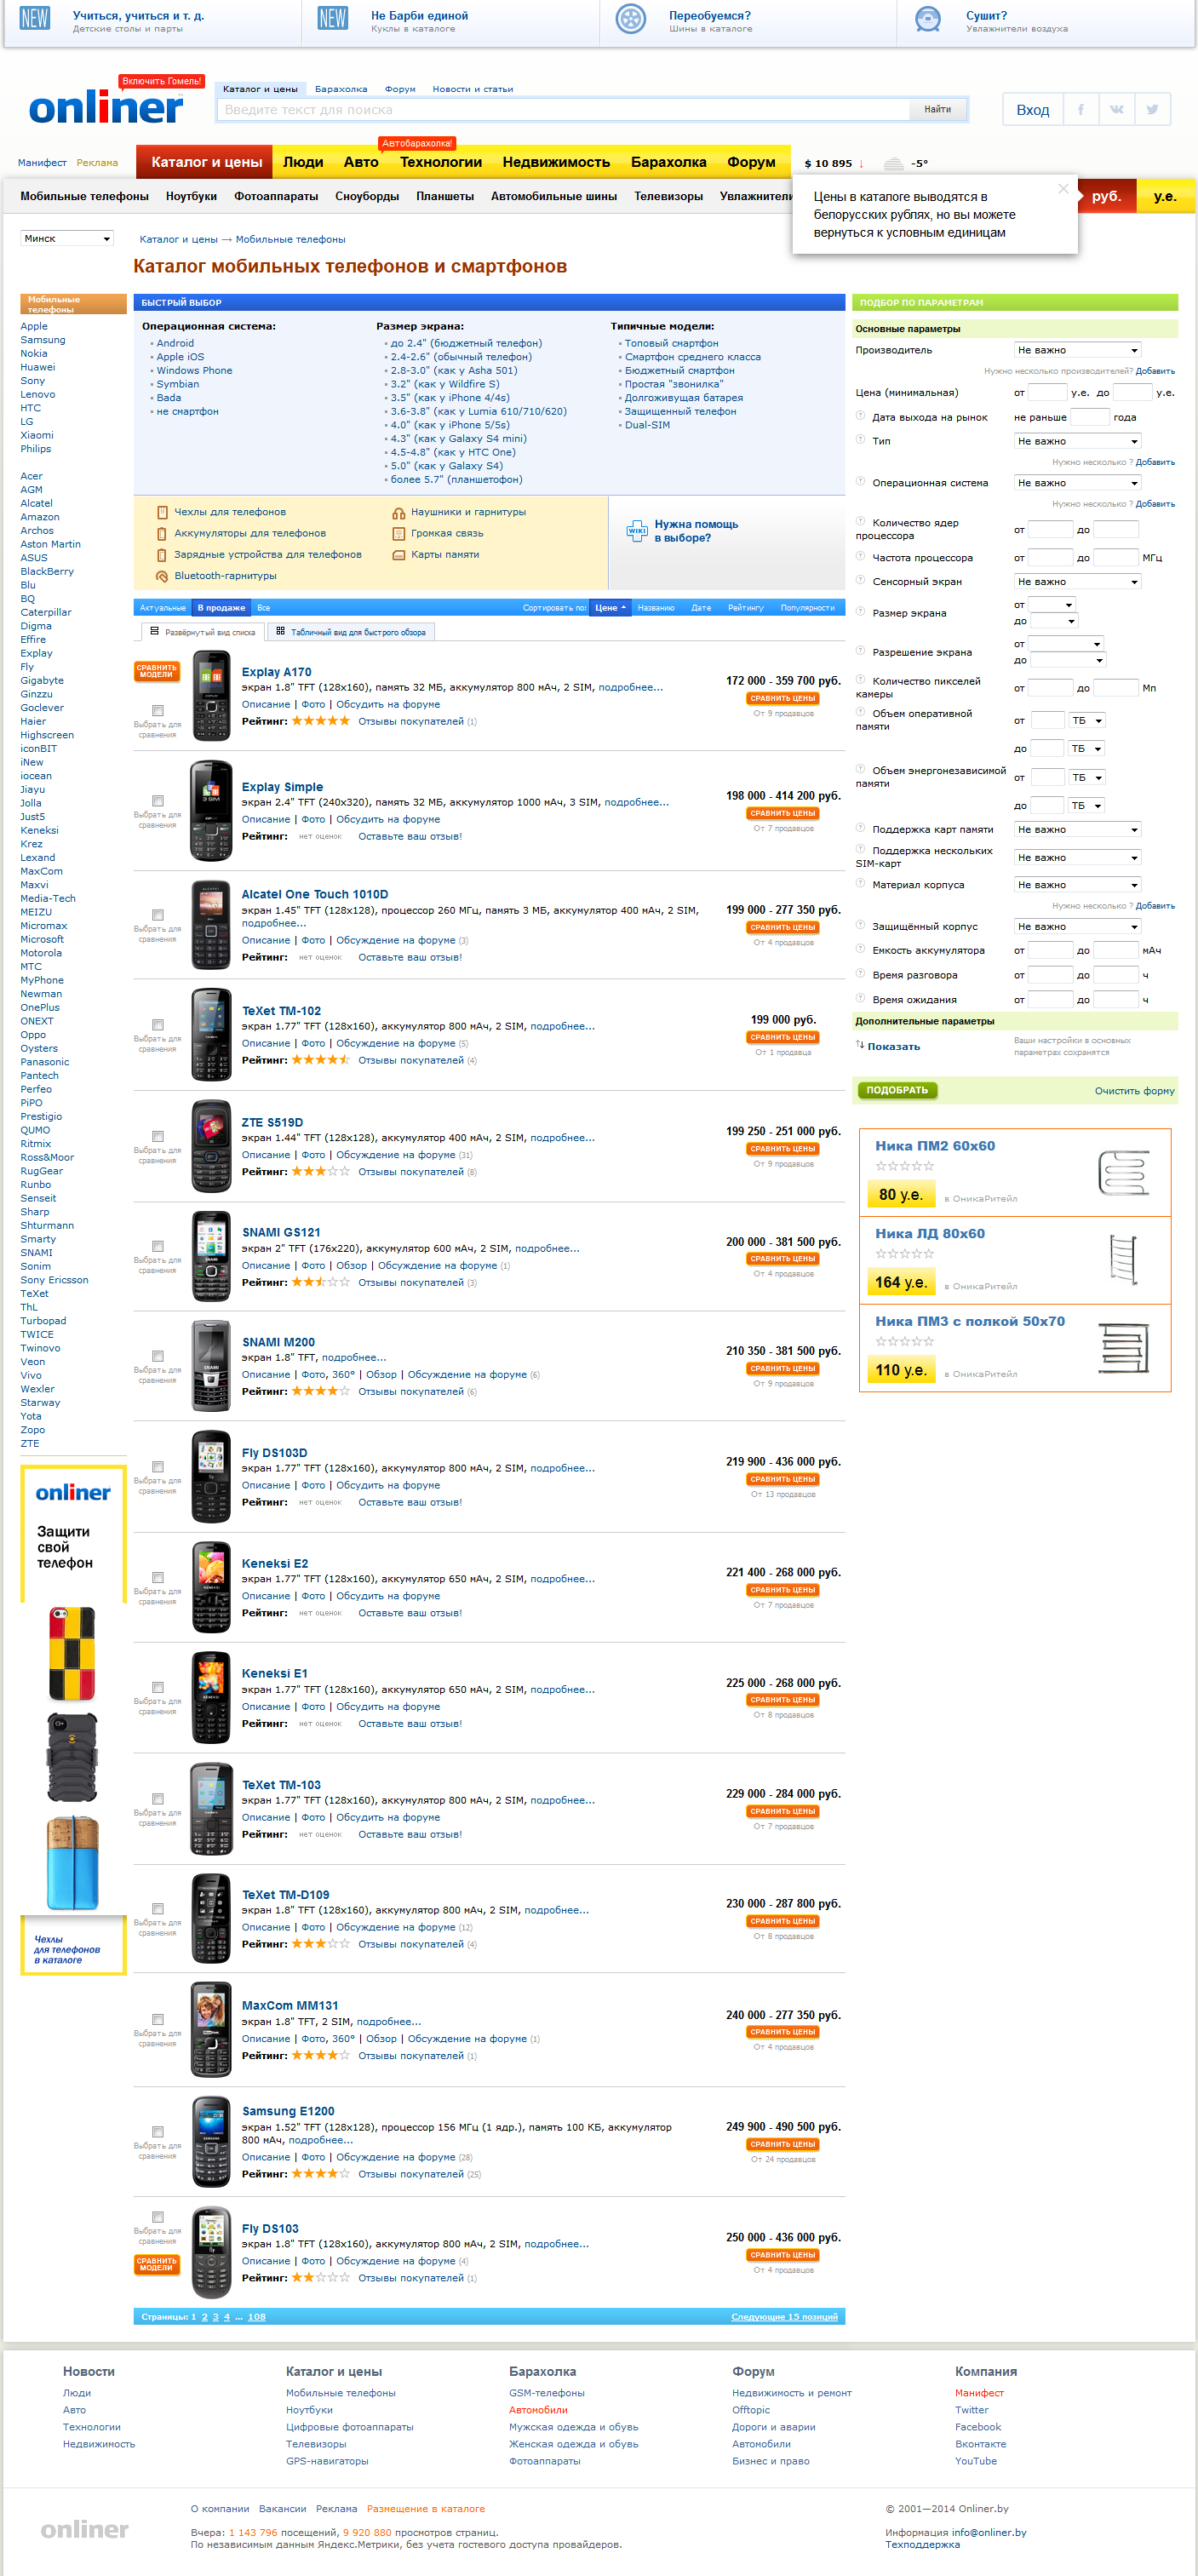 NEW Учиться, учиться и т. д.
Детские столы и парты
NEW Не Барби единой
Куклы в каталоге
Переобуемся?
Шины в каталоге
Сушит?
Увлажнители воздуха
Включить Гомель!
onliner
Каталог и цены Барахолка Форум Новости и статьи
Введите текст для поиска Найти
Вход
Манифест Реклама
Автобарахолка!
Каталог и цены Люди Авто Технологии Недвижимость Барахолка Форум
$ 10 895 ↓ -5°
Мобильные телефоны Ноутбуки Фотоаппараты Сноуборды Планшеты Автомобильные шины Телевизоры Увлажнители
руб. у.е.
Цены в каталоге выводятся в
белорусских рублях, но вы можете
вернуться к условным единицам
Минск
Каталог и цены → Мобильные телефоны
Каталог мобильных телефонов и смартфонов
Мобильные
телефоны
Apple
Samsung
Nokia
Huawei
Sony
Lenovo
HTC
LG
Xiaomi
Philips
Acer
AGM
Alcatel
Amazon
Archos
Aston Martin
ASUS
BlackBerry
Blu
BQ
Caterpillar
Digma
Effire
Explay
Fly
Gigabyte
Ginzzu
Goclever
Haier
Highscreen
iconBIT
iNew
iocean
Jiayu
Jolla
Just5
Keneksi
Krez
Lexand
MaxCom
Maxvi
Media-Tech
MEIZU
Micromax
Microsoft
Motorola
МТС
MyPhone
Newman
OnePlus
ONEXT
Oppo
Oysters
Panasonic
Pantech
Perfeo
PiPO
Prestigio
QUMO
Ritmix
Ross&Moor
RugGear
Runbo
Senseit
Sharp
Shturmann
Smarty
SNAMI
Sonim
Sony Ericsson
TeXet
ThL
Turbopad
TWICE
Twinovo
Veon
Vivo
Wexler
Starway
Yota
Zopo
ZTE
onliner
Защити
свой
телефон
Чехлы
для телефонов
в каталоге
БЫСТРЫЙ ВЫБОР
Операционная система:
Android
Apple iOS
Windows Phone
Symbian
Bada
не смартфон
Размер экрана:
до 2.4" (бюджетный телефон)
2.4-2.6" (обычный телефон)
2.8-3.0" (как у Asha 501)
3.2" (как у Wildfire S)
3.5" (как у iPhone 4/4s)
3.6-3.8" (как у Lumia 610/710/620)
4.0" (как у iPhone 5/5s)
4.3" (как у Galaxy S4 mini)
4.5-4.8" (как у HTC One)
5.0" (как у Galaxy S4)
более 5.7" (планшетофон)
Типичные модели:
Топовый смартфон
Смартфон среднего класса
Бюджетный смартфон
Простая "звонилка"
Долгоживущая батарея
Защищенный телефон
Dual-SIM
Чехлы для телефонов
Аккумуляторы для телефонов
Зарядные устройства для телефонов
Bluetooth-гарнитуры
Наушники и гарнитуры
Громкая связь
Карты памяти
WIKI Нужна помощь
в выборе?
Актуальные В продаже Все Сортировать по: Цене Названию Дате Рейтингу Популярности
Развёрнутый вид списка Табличный вид для быстрого обзора
СРАВНИТЬ
МОДЕЛИ
Выбрать для
сравнения
Explay A170
экран 1.8" TFT (128x160), память 32 МБ, аккумулятор 800 мАч, 2 SIM, подробнее...
Описание | Фото | Обсудить на форуме
Рейтинг: Отзывы покупателей (1)
172 000 - 359 700 руб.
СРАВНИТЬ ЦЕНЫ
От 9 продавцов
Выбрать для
сравнения
Explay Simple
экран 2.4" TFT (240x320), память 32 МБ, аккумулятор 1000 мАч, 3 SIM, подробнее...
Описание | Фото | Обсудить на форуме
Рейтинг: нет оценок Оставьте ваш отзыв!
198 000 - 414 200 руб.
СРАВНИТЬ ЦЕНЫ
От 7 продавцов
Выбрать для
сравнения
Alcatel One Touch 1010D
экран 1.45" TFT (128x128), процессор 260 МГц, память 3 МБ, аккумулятор 400 мАч, 2 SIM,
подробнее...
Описание | Фото | Обсуждение на форуме (3)
Рейтинг: нет оценок Оставьте ваш отзыв!
199 000 - 277 350 руб.
СРАВНИТЬ ЦЕНЫ
От 4 продавцов
Выбрать для
сравнения
TeXet TM-102
экран 1.77" TFT (128x160), аккумулятор 800 мАч, 2 SIM, подробнее...
Описание | Фото | Обсуждение на форуме (5)
Рейтинг: Отзывы покупателей (4)
199 000 руб.
СРАВНИТЬ ЦЕНЫ
От 1 продавца
Выбрать для
сравнения
ZTE S519D
экран 1.44" TFT (128x128), аккумулятор 400 мАч, 2 SIM, подробнее...
Описание | Фото | Обсуждение на форуме (31)
Рейтинг: Отзывы покупателей (8)
199 250 - 251 000 руб.
СРАВНИТЬ ЦЕНЫ
От 9 продавцов
Выбрать для
сравнения
SNAMI GS121
экран 2" TFT (176x220), аккумулятор 600 мАч, 2 SIM, подробнее...
Описание | Фото | Обзор | Обсуждение на форуме (1)
Рейтинг: Отзывы покупателей (3)
200 000 - 381 500 руб.
СРАВНИТЬ ЦЕНЫ
От 4 продавцов
Выбрать для
сравнения
SNAMI M200
экран 1.8" TFT, подробнее...
Описание | Фото, 360° | Обзор | Обсуждение на форуме (6)
Рейтинг: Отзывы покупателей (6)
210 350 - 381 500 руб.
СРАВНИТЬ ЦЕНЫ
От 9 продавцов
Выбрать для
сравнения
Fly DS103D
экран 1.77" TFT (128x160), аккумулятор 800 мАч, 2 SIM, подробнее...
Описание | Фото | Обсудить на форуме
Рейтинг: нет оценок Оставьте ваш отзыв!
219 900 - 436 000 руб.
СРАВНИТЬ ЦЕНЫ
От 13 продавцов
Выбрать для
сравнения
Keneksi E2
экран 1.77" TFT (128x160), аккумулятор 650 мАч, 2 SIM, подробнее...
Описание | Фото | Обсудить на форуме
Рейтинг: нет оценок Оставьте ваш отзыв!
221 400 - 268 000 руб.
СРАВНИТЬ ЦЕНЫ
От 7 продавцов
Выбрать для
сравнения
Keneksi E1
экран 1.77" TFT (128x160), аккумулятор 650 мАч, 2 SIM, подробнее...
Описание | Фото | Обсудить на форуме
Рейтинг: нет оценок Оставьте ваш отзыв!
225 000 - 268 000 руб.
СРАВНИТЬ ЦЕНЫ
От 8 продавцов
Выбрать для
сравнения
TeXet TM-103
экран 1.77" TFT (128x160), аккумулятор 800 мАч, 2 SIM, подробнее...
Описание | Фото | Обсудить на форуме
Рейтинг: нет оценок Оставьте ваш отзыв!
229 000 - 284 000 руб.
СРАВНИТЬ ЦЕНЫ
От 7 продавцов
Выбрать для
сравнения
TeXet TM-D109
экран 1.8" TFT (128x160), аккумулятор 800 мАч, 2 SIM, подробнее...
Описание | Фото | Обсуждение на форуме (12)
Рейтинг: Отзывы покупателей (4)
230 000 - 287 800 руб.
СРАВНИТЬ ЦЕНЫ
От 8 продавцов
Выбрать для
сравнения
MaxCom MM131
экран 1.8" TFT, 2 SIM, подробнее...
Описание | Фото, 360° | Обзор | Обсуждение на форуме (1)
Рейтинг: Отзывы покупателей (1)
240 000 - 277 350 руб.
СРАВНИТЬ ЦЕНЫ
От 4 продавцов
Выбрать для
сравнения
Samsung E1200
экран 1.52" TFT (128x128), процессор 156 МГц (1 ядр.), память 100 КБ, аккумулятор
800 мАч, подробнее...
Описание | Фото | Обсуждение на форуме (28)
Рейтинг: Отзывы покупателей (25)
249 900 - 490 500 руб.
СРАВНИТЬ ЦЕНЫ
От 24 продавцов
Выбрать для
сравнения
СРАВНИТЬ
МОДЕЛИ
Fly DS103
экран 1.8" TFT (128x160), аккумулятор 800 мАч, 2 SIM, подробнее...
Описание | Фото | Обсуждение на форуме (4)
Рейтинг: Отзывы покупателей (1)
250 000 - 436 000 руб.
СРАВНИТЬ ЦЕНЫ
От 4 продавцов
Страницы: 1 2 3 4 ... 108 Следующие 15 позиций
ПОДБОР ПО ПАРАМЕТРАМ
Основные параметры
Производитель Не важно
Нужно несколько производителей? Добавить
Цена (минимальная) от у.е. до у.е.
Дата выхода на рынок не раньше года
Тип Не важно
Нужно несколько ? Добавить
Операционная система Не важно
Нужно несколько ? Добавить
Количество ядер
процессора от до
Частота процессора от до МГц
Сенсорный экран Не важно
Размер экрана от
до
Разрешение экрана от
до
Количество пикселей
камеры от до Мп
Объем оперативной
памяти от ТБ
до ТБ
Объем энергонезависимой
памяти от ТБ
до ТБ
Поддержка карт памяти Не важно
Поддержка нескольких
SIM-карт Не важно
Материал корпуса Не важно
Нужно несколько ? Добавить
Защищённый корпус Не важно
Емкость аккумулятора от до мАч
Время разговора от до ч
Время ожидания от до ч
Дополнительные параметры
Показать Ваши настройки в основных
параметрах сохранятся
ПОДОБРАТЬ Очистить форму
Ника ПМ2 60x60
80 у.е. в ОникаРитейл
Ника ЛД 80x60
164 у.е. в ОникаРитейл
Ника ПМ3 с полкой 50x70
110 у.е. в ОникаРитейл
Новости
Люди
Авто
Технологии
Недвижимость
Каталог и цены
Мобильные телефоны
Ноутбуки
Цифровые фотоаппараты
Телевизоры
GPS-навигаторы
Барахолка
GSM-телефоны
Автомобили
Мужская одежда и обувь
Женская одежда и обувь
Фотоаппараты
Форум
Недвижимость и ремонт
Offtopic
Дороги и аварии
Автомобили
Бизнес и право
Компания
Манифест
Twitter
Facebook
Вконтакте
YouTube
onliner
О компании Вакансии Реклама Размещение в каталоге
Вчера: 1 143 796 посещений, 9 920 880 просмотров страниц.
По независимым данным Яндекс.Метрики, без учета гостевого доступа провайдеров.
© 2001—2014 Onliner.by
Информация info@onliner.by
Техподдержка